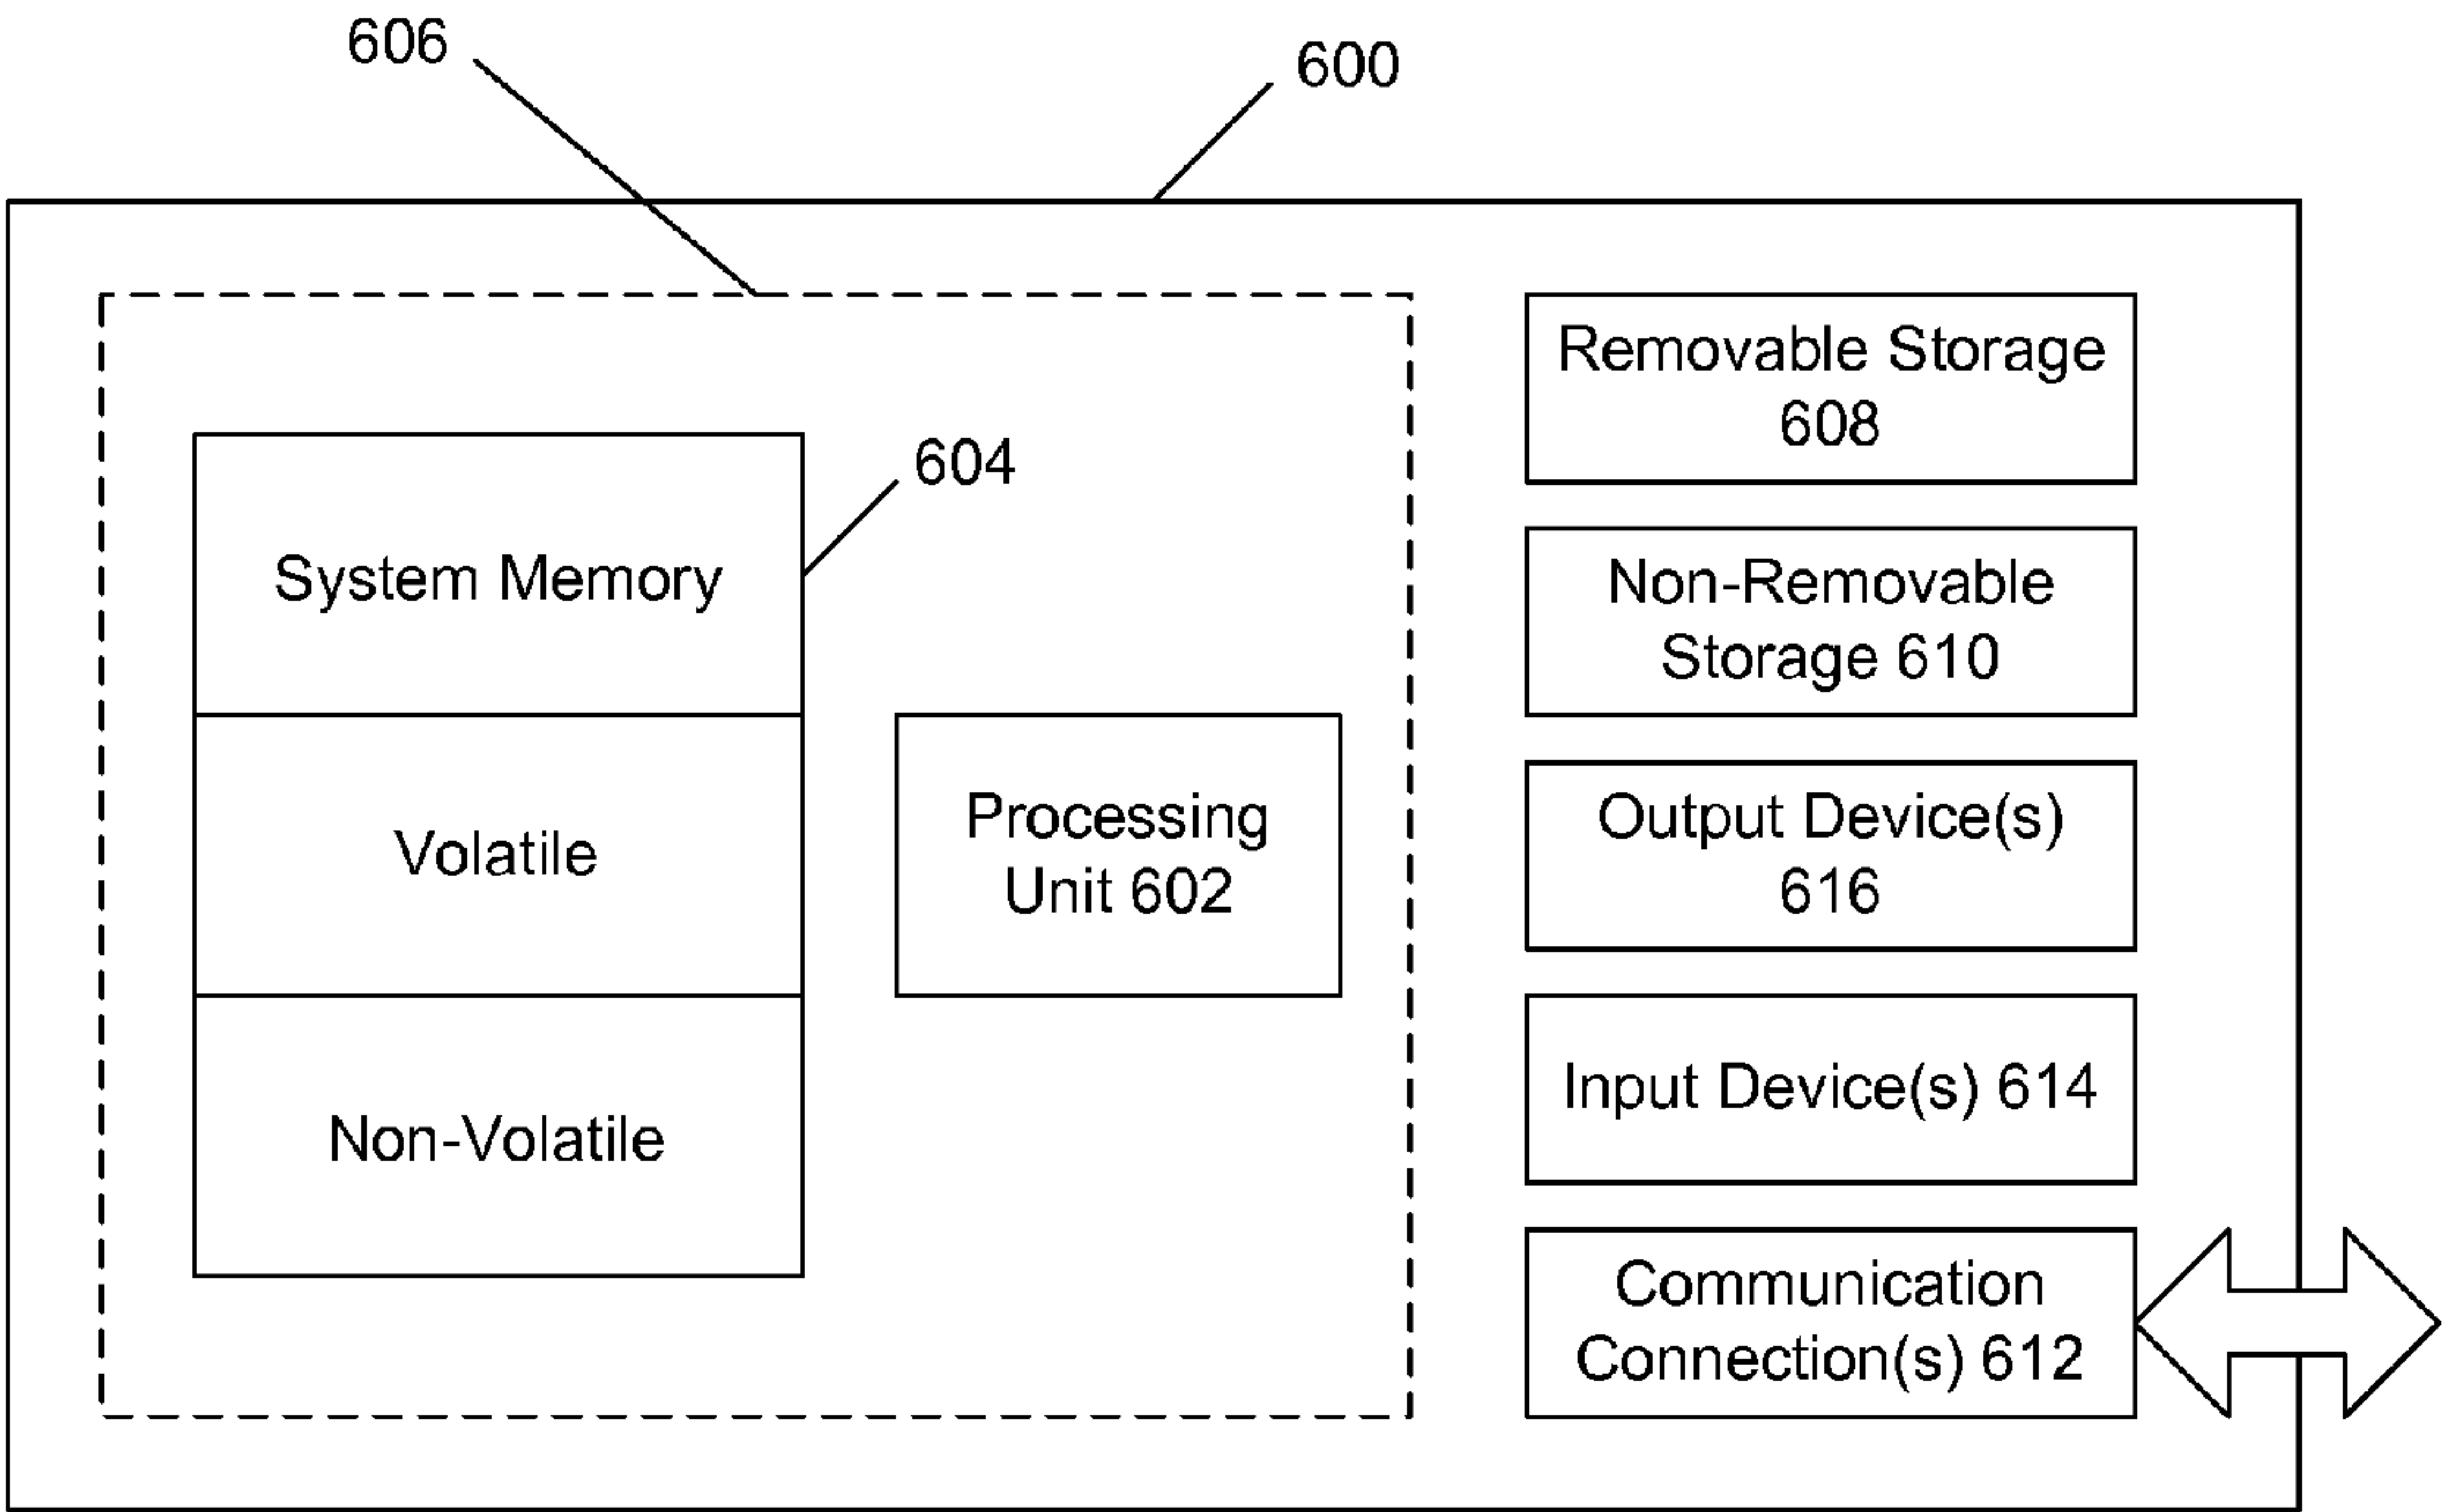 606
600
604
System Memory
Volatile
Non-Volatile
Processing
Unit 602
Removable Storage
608
Non-Removable
Storage 610
Output Device(s)
616
Input Device(s) 614
Communication
Connection(s) 612